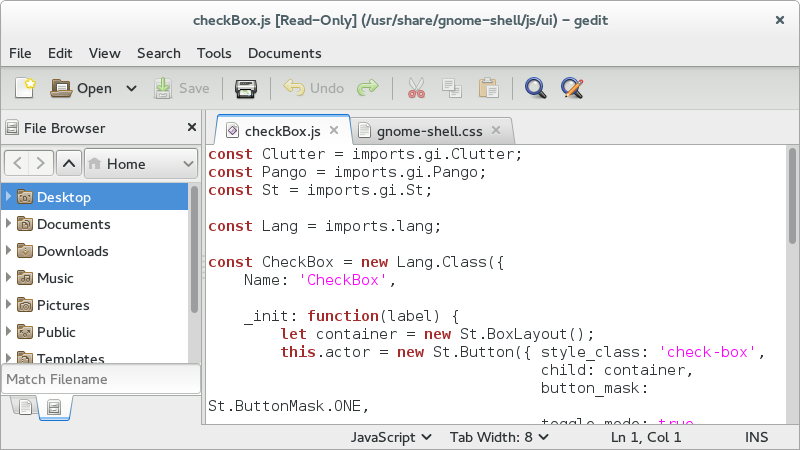 checkBox.js [Read-Only] (/usr/share/gnome-shell/js/ui) – gedit
File Edit View Search Tools Documents
Open Save Undo
File Browser
Home
Desktop
Documents
Downloads
Music
Pictures
Public
Templates
Match Filename
checkBox.js gnome-shell.css
const Clutter = imports.gi.Clutter;
const Pango = imports.gi.Pango;
const St = imports.gi.St;
const Lang = imports.lang;
const CheckBox = new Lang.Class({
    Name: 'CheckBox',
    _init: function(label) {
        let container = new St.BoxLayout();
        this.actor = new St.Button({ style_class: 'check-box',
                                     child: container,
                                     button_mask:
St.ButtonMask.ONE,
                                     toggle_mode: true,
JavaScript Tab Width: 8 Ln 1, Col 1 INS